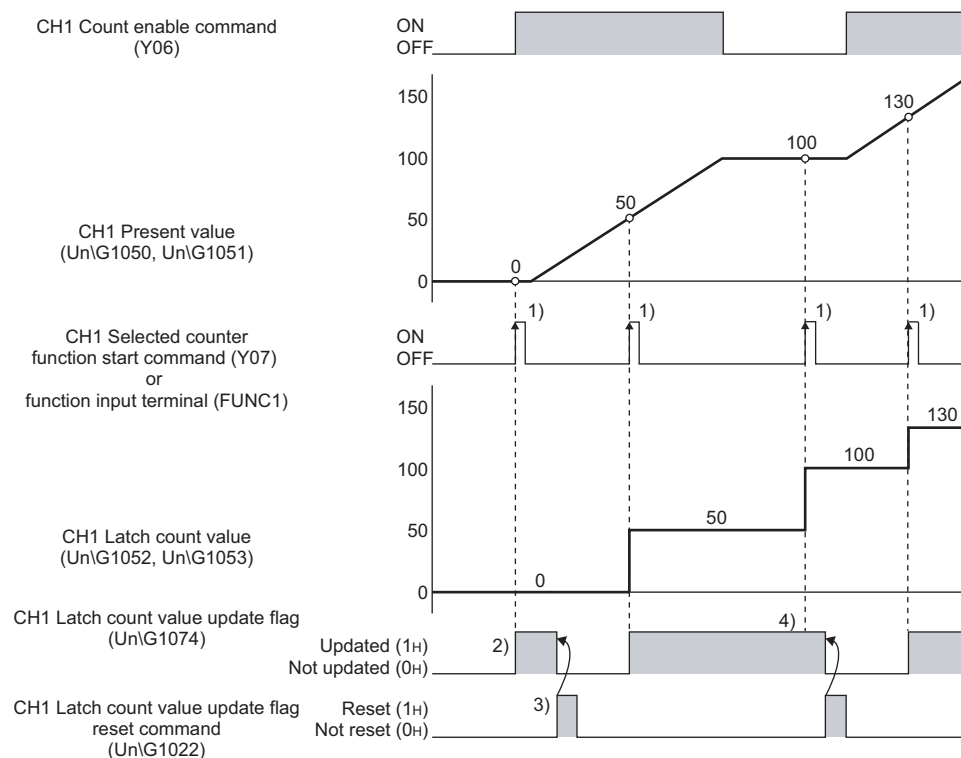 CH1 Count enable command
(Y06)
ON
OFF
150
100
50
0
0
50
100
130
CH1 Present value
(Un\G1050, Un\G1051)
CH1 Selected counter
function start command (Y07)
or
function input terminal (FUNC1)
ON
OFF
1)
1)
1)
1)
150
100
50
0
0
50
100
130
CH1 Latch count value
(Un\G1052, Un\G1053)
CH1 Latch count value update flag
(Un\G1074)
Updated (1H)
Not updated (0H)
2)
4)
CH1 Latch count value update flag
reset command
(Un\G1022)
Reset (1H)
Not reset (0H)
3)